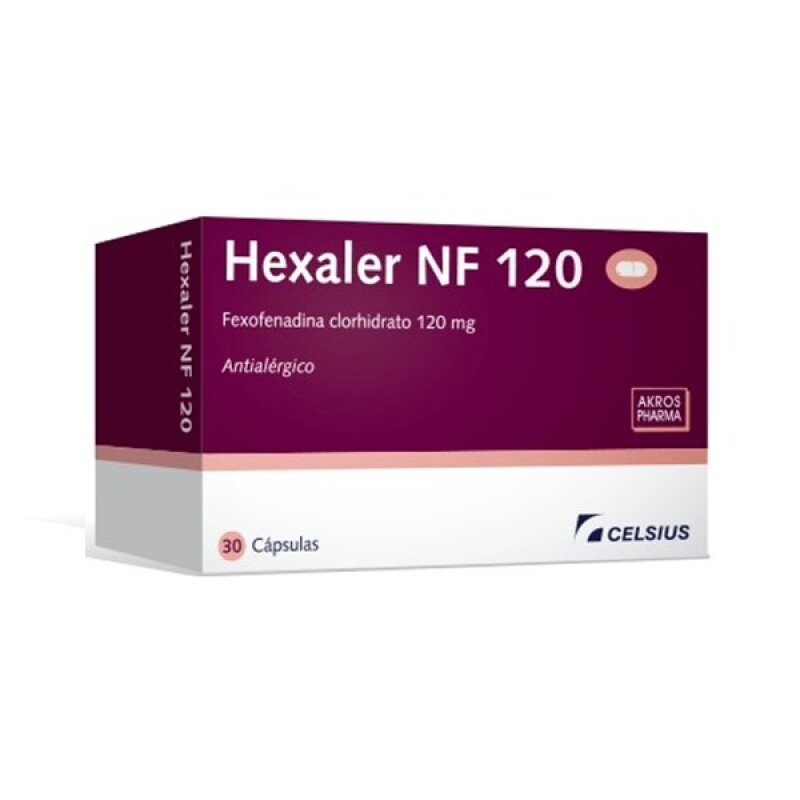 Hexaler NF 120
Hexaler NF 120
Fexofenadina clorhidrato 120 mg
Antialérgico
AKROS
PHARMA
30 Cápsulas
CELSIUS